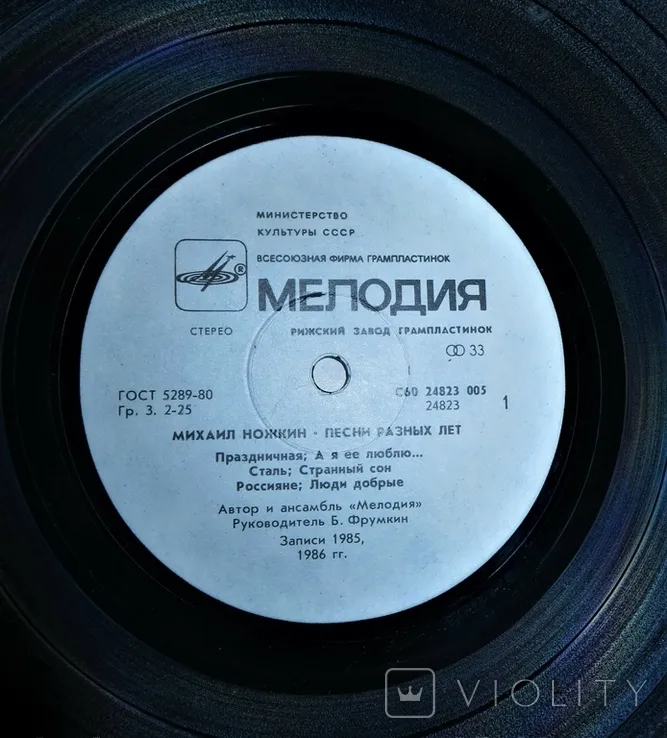 МИНИСТЕРСТВО
КУЛЬТУРЫ СССР
ВСЕСОЮЗНАЯ ФИРМА ГРАМПЛАСТИНОК
®
МЕЛОДИЯ
СТЕРЕО
РИЖСКИЙ ЗАВОД ГРАМПЛАСТИНОК
33
ГОСТ 5289-80
С60 24823 005
Гр. 3. 2-25
24823
1
МИХАИЛ НОЖКИН · ПЕСНИ РАЗНЫХ ЛЕТ
Праздничная; А я ее люблю...
Сталь; Странный сон
Россияне; Люди добрые
Автор и ансамбль «Мелодия»
Руководитель Б. Фрумкин
Записи 1985,
1986 гг.
VIOLITY